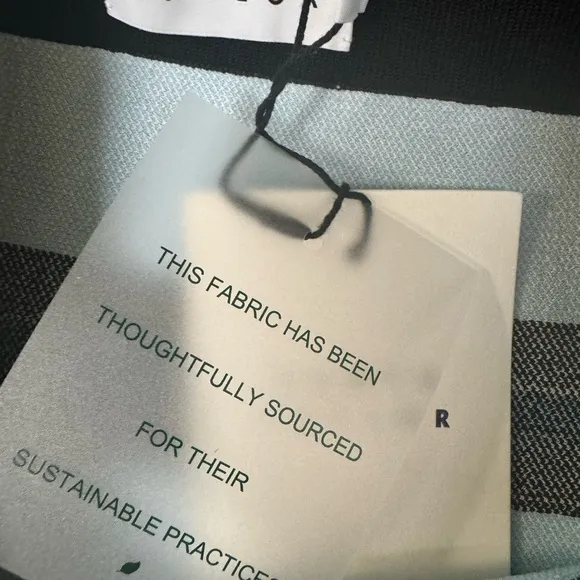 THIS FABRIC HAS BEEN
THOUGHTFULLY SOURCED
FOR THEIR
SUSTAINABLE PRACTICES
R